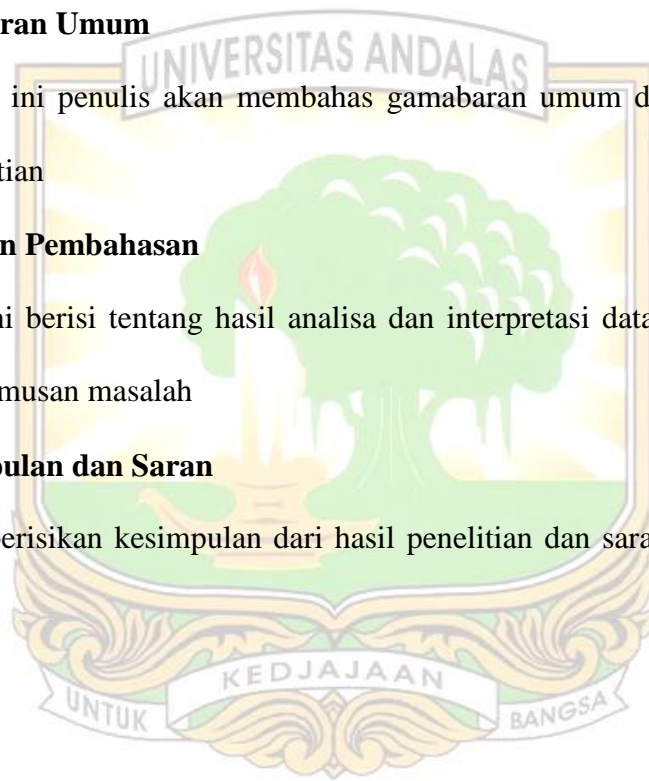 ran Umum
UNIVERSITAS ANDALAS
ini penulis akan membahas gamabaran umum d
tian
n Pembahasan
ni berisi tentang hasil analisa dan interpretasi data
musan masalah
pulan dan Saran
erisikan kesimpulan dari hasil penelitian dan sara
KEDJAJAAN
UNTUK
BANGSA